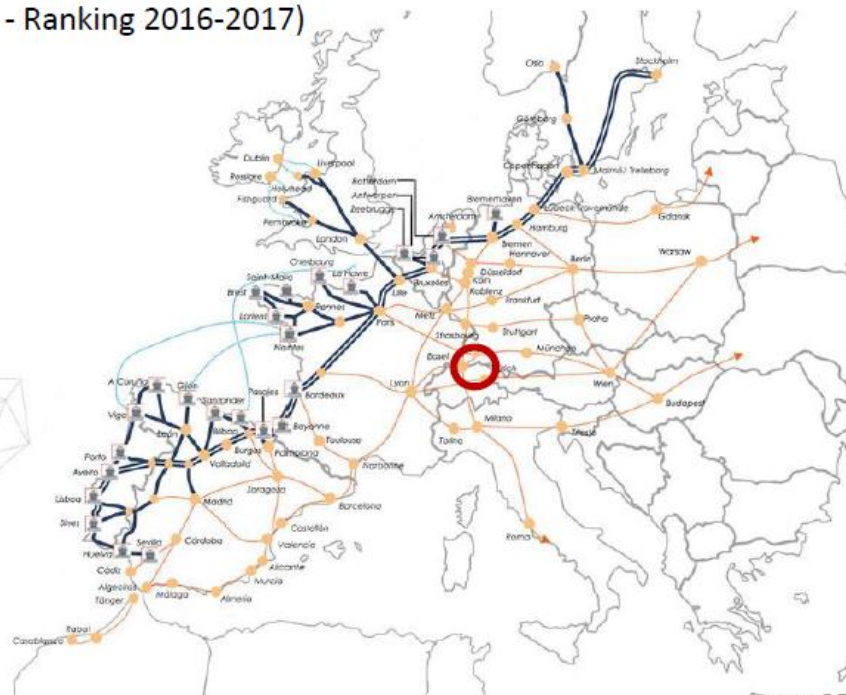 - Ranking 2016-2017)
Oslo
Stockholm
Göteborg
Copenhaguen
Malmö/ Trelleborg
Dublin
Liverpool
Rosslare
Holyhead
Fishguard
Pembroke
London
Rotterdam
Antwerpen
Zeebrugge
Amsterdam
Bremerhaken
Lübeck-Travemünde
Gdansk
Hamburg
Bremen
Hannover
Berlin
Warsaw
Cherbourg
Le Havre
Saint-Malo
Brest
Lorient
Rennes
Nantes
Paris
Lille
Bruxelles
Düsseldorf
Köln
Koblenz
Frankfurt
Metz
Strasbourg
Stuttgart
Praha
Basel
München
Wien
Budapest
Lyon
Milano
Torino
Trieste
Bordeaux
A Coruña
Gijón
Santander
Pasajes
Bilbao
Bayonne
Vigo
León
Burgos
Pamplona
Toulouse
Narbonne
Porto
Aveiro
Valladolid
Zaragoza
Barcelona
Lisboa
Madrid
Castellón
Sines
Valencia
Roma
Huelva
Sevilla
Córdoba
Alicante
Murcia
Cádiz
Algeciras
Málaga
Almería
Tánger
Rabat
Casablanca